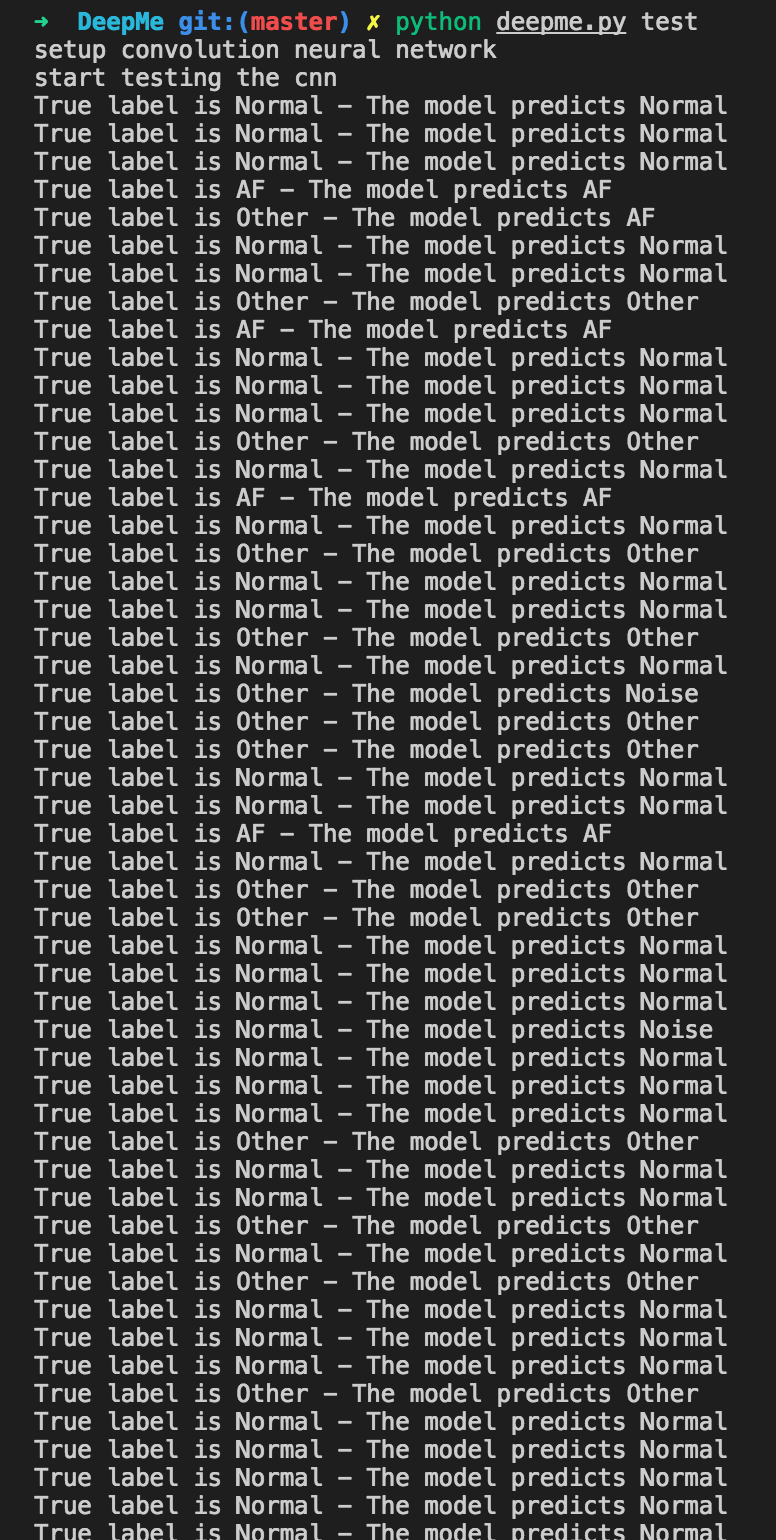 ➜  DeepMe git:(master) ✗ python deepme.py test
setup convolution neural network
start testing the cnn
True label is Normal – The model predicts Normal
True label is Normal – The model predicts Normal
True label is Normal – The model predicts Normal
True label is AF – The model predicts AF
True label is Other – The model predicts AF
True label is Normal – The model predicts Normal
True label is Normal – The model predicts Normal
True label is Other – The model predicts Other
True label is AF – The model predicts AF
True label is Normal – The model predicts Normal
True label is Normal – The model predicts Normal
True label is Normal – The model predicts Normal
True label is Other – The model predicts Other
True label is Normal – The model predicts Normal
True label is AF – The model predicts AF
True label is Normal – The model predicts Normal
True label is Other – The model predicts Other
True label is Normal – The model predicts Normal
True label is Normal – The model predicts Normal
True label is Other – The model predicts Other
True label is Normal – The model predicts Normal
True label is Other – The model predicts Noise
True label is Other – The model predicts Other
True label is Other – The model predicts Other
True label is Normal – The model predicts Normal
True label is Normal – The model predicts Normal
True label is AF – The model predicts AF
True label is Normal – The model predicts Normal
True label is Other – The model predicts Other
True label is Other – The model predicts Other
True label is Normal – The model predicts Normal
True label is Normal – The model predicts Normal
True label is Normal – The model predicts Normal
True label is Normal – The model predicts Noise
True label is Normal – The model predicts Normal
True label is Normal – The model predicts Normal
True label is Normal – The model predicts Normal
True label is Other – The model predicts Other
True label is Normal – The model predicts Normal
True label is Normal – The model predicts Normal
True label is Other – The model predicts Other
True label is Normal – The model predicts Normal
True label is Other – The model predicts Other
True label is Normal – The model predicts Normal
True label is Normal – The model predicts Normal
True label is Normal – The model predicts Normal
True label is Other – The model predicts Other
True label is Normal – The model predicts Normal
True label is Normal – The model predicts Normal
True label is Normal – The model predicts Normal
True label is Normal – The model predicts Normal
True label is Normal – The model predicts Normal